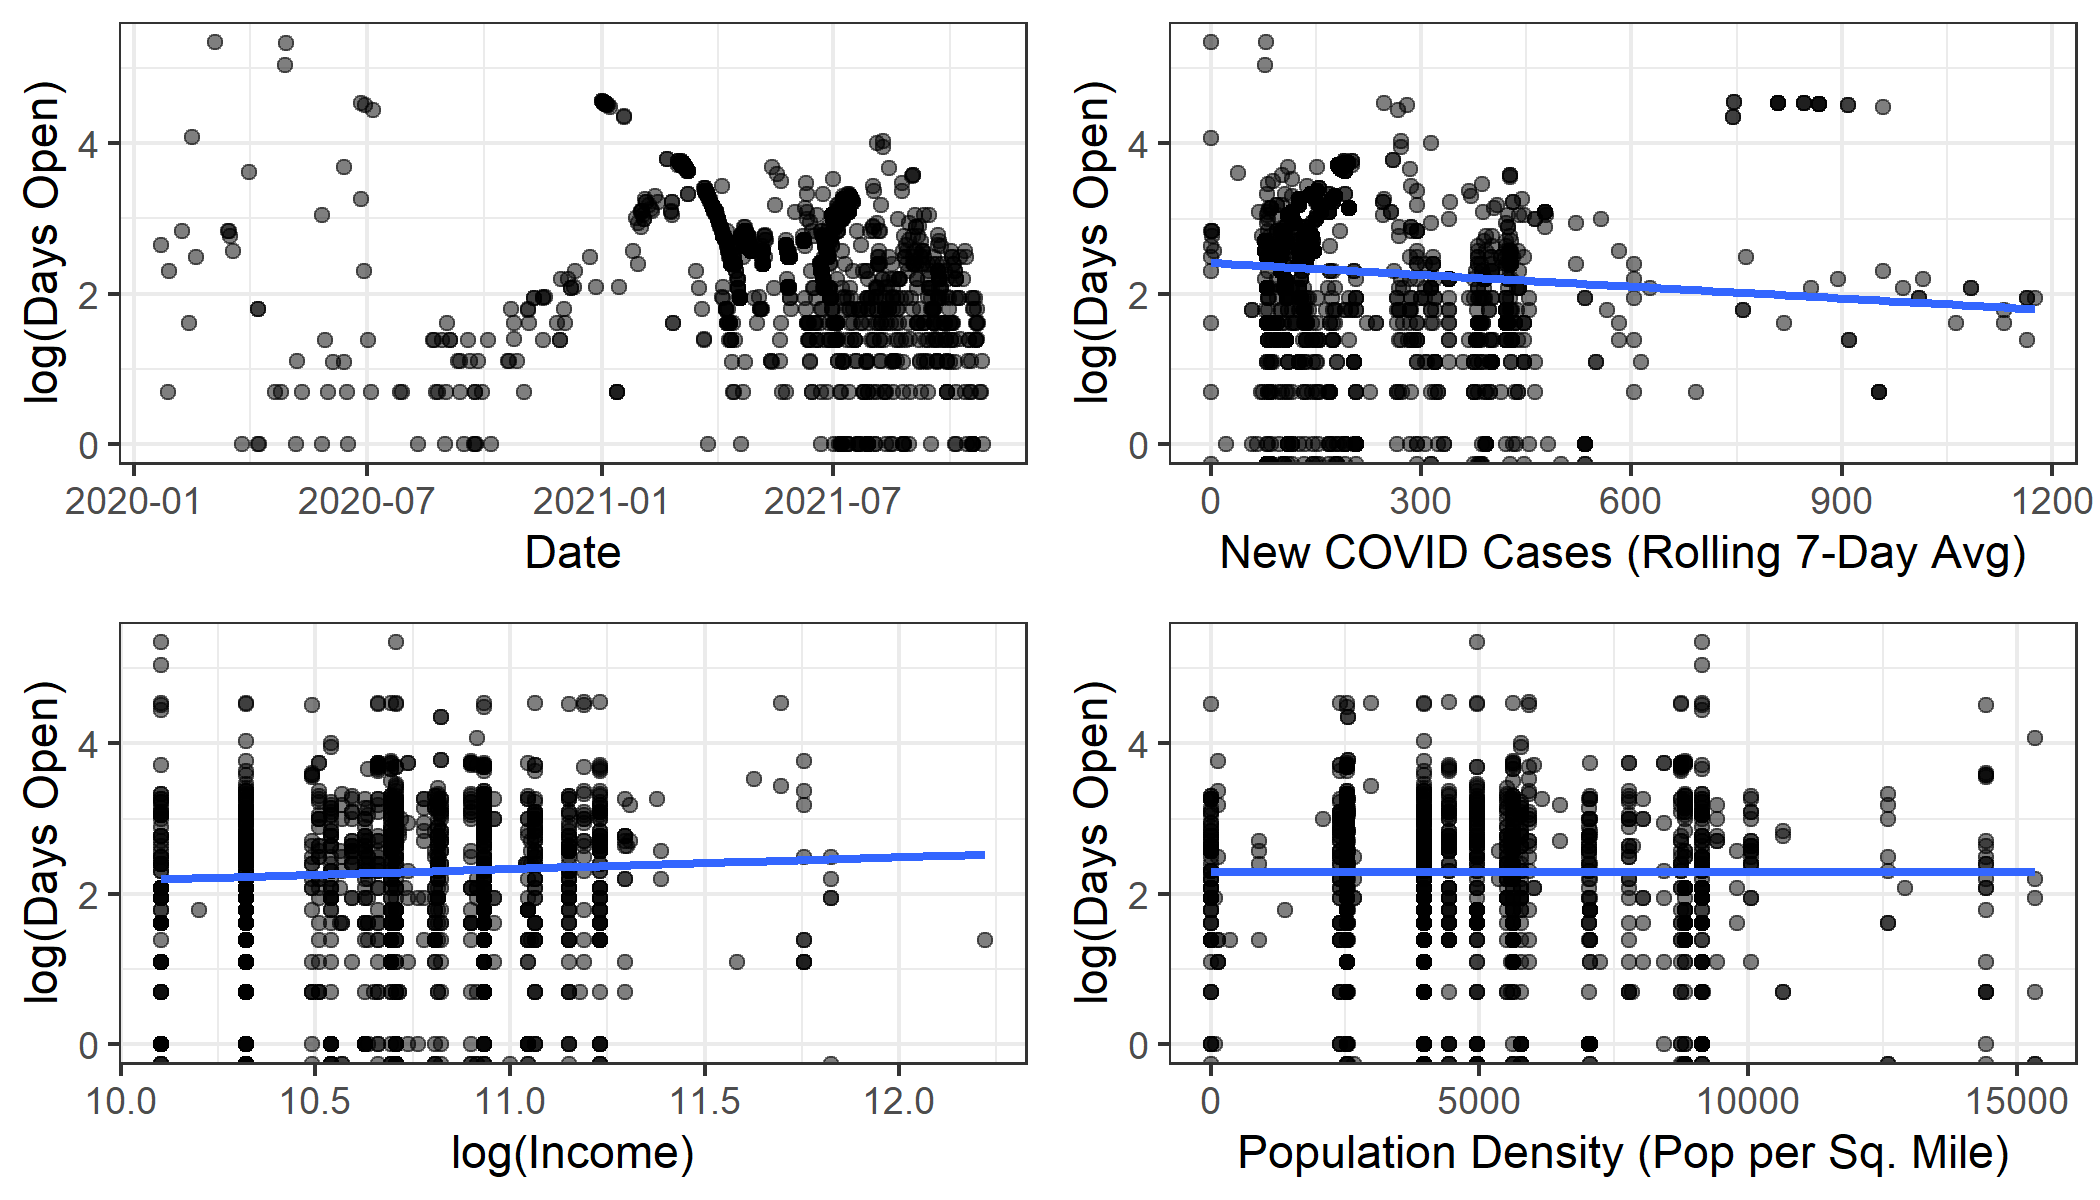 log(Days Open)
4
2
0
2020-01 2020-07 2021-01 2021-07
Date
log(Days Open)
4
2
0
0 300 600 900 1200
New COVID Cases (Rolling 7-Day Avg)
log(Days Open)
4
2
0
10.0 10.5 11.0 11.5 12.0
log(Income)
log(Days Open)
4
2
0
0 5000 10000 15000
Population Density (Pop per Sq. Mile)